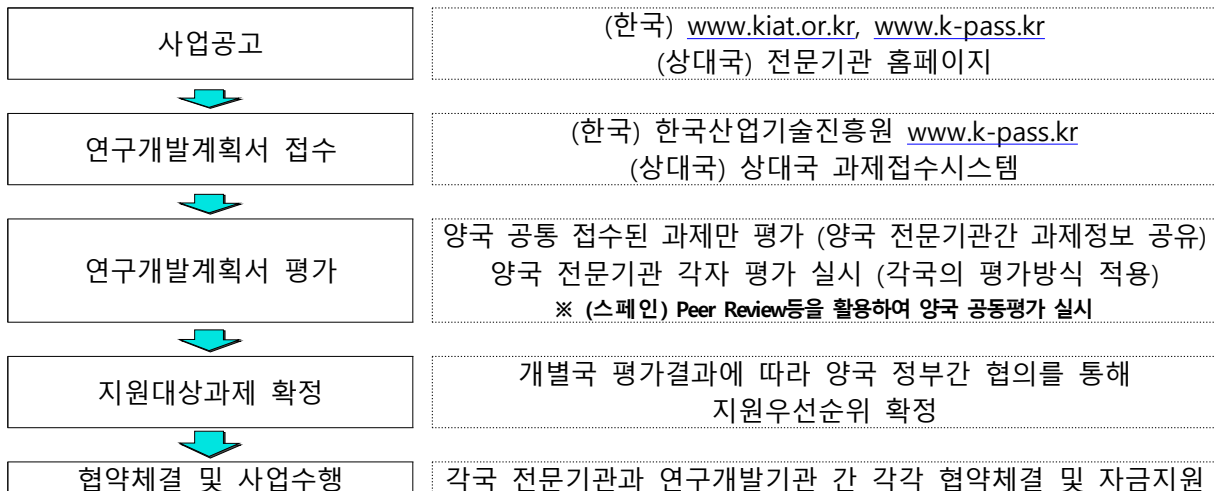 사업공고
(한국) www.kiat.or.kr, www.k-pass.kr
(상대국) 전문기관 홈페이지
연구개발계획서 접수
(한국) 한국산업기술진흥원 www.k-pass.kr
(상대국) 상대국 과제접수시스템
연구개발계획서 평가
양국 공통 접수된 과제만 평가 (양국 전문기관간 과제정보 공유)
양국 전문기관 각자 평가 실시 (각국의 평가방식 적용)
※ (스페인) Peer Review등을 활용하여 양국 공동평가 실시
지원대상과제 확정
개별국 평가결과에 따라 양국 정부간 협의를 통해
지원우선순위 확정
협약체결 및 사업수행
각국 전문기관과 연구개발기관 간 각각 협약체결 및 자금지원